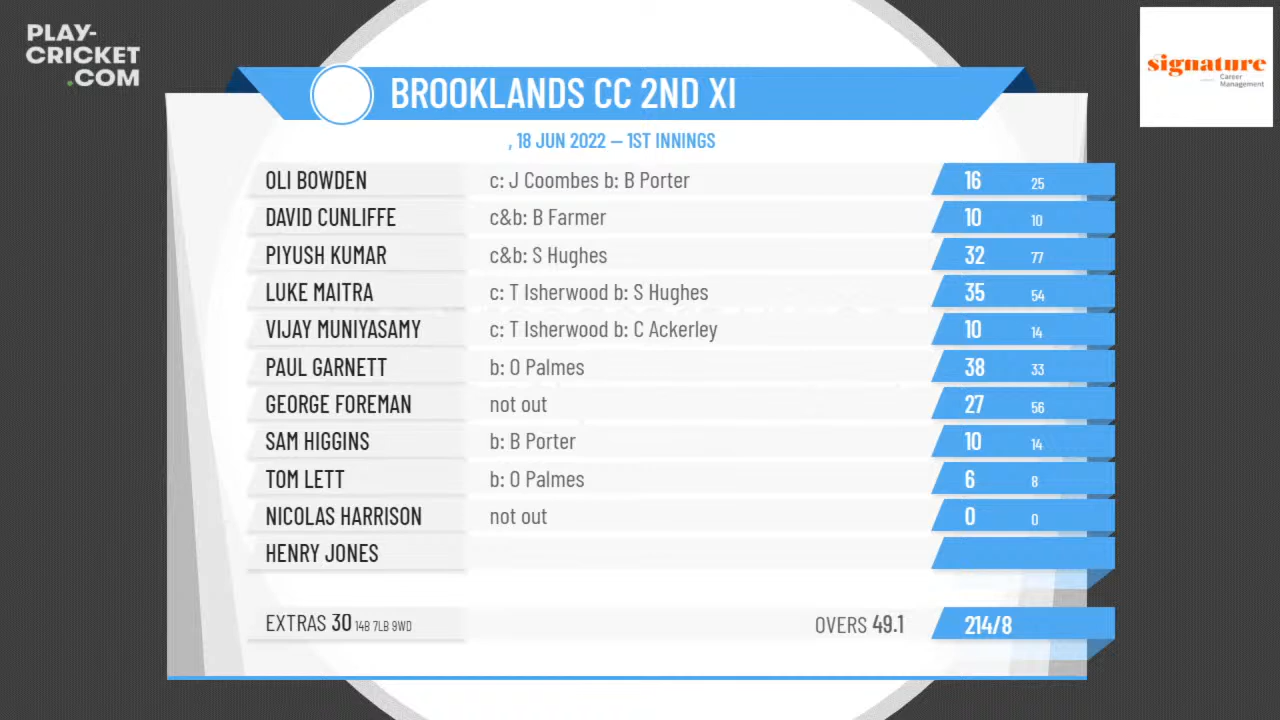 PLAY-
CRICKET
.COM
signature
Career
Management
BROOKLANDS CC 2ND XI
, 18 JUN 2022 – 1ST INNINGS
OLI BOWDEN c: J Coombes b: B Porter 16 25
DAVID CUNLIFFE c&b: B Farmer 10 10
PIYUSH KUMAR c&b: S Hughes 32 77
LUKE MAITRA c: T Isherwood b: S Hughes 35 54
VIJAY MUNIYASAMY c: T Isherwood b: C Ackerley 10 14
PAUL GARNETT b: O Palmes 38 33
GEORGE FOREMAN not out 27 56
SAM HIGGINS b: B Porter 10 14
TOM LETT b: O Palmes 6 8
NICOLAS HARRISON not out 0 0
HENRY JONES
EXTRAS 30 14B 7LB 9WD OVERS 49.1 214/8